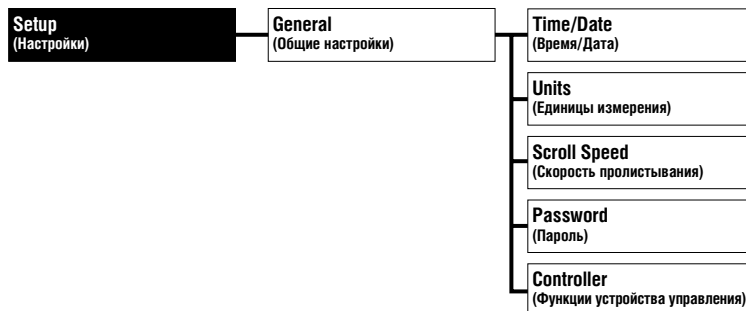 Setup
(Настройки)
General
(Общие настройки)
Time/Date
(Время/Дата)
Units
(Единицы измерения)
Scroll Speed
(Скорость пролистывания)
Password
(Пароль)
Controller
(Функции устройства управления)